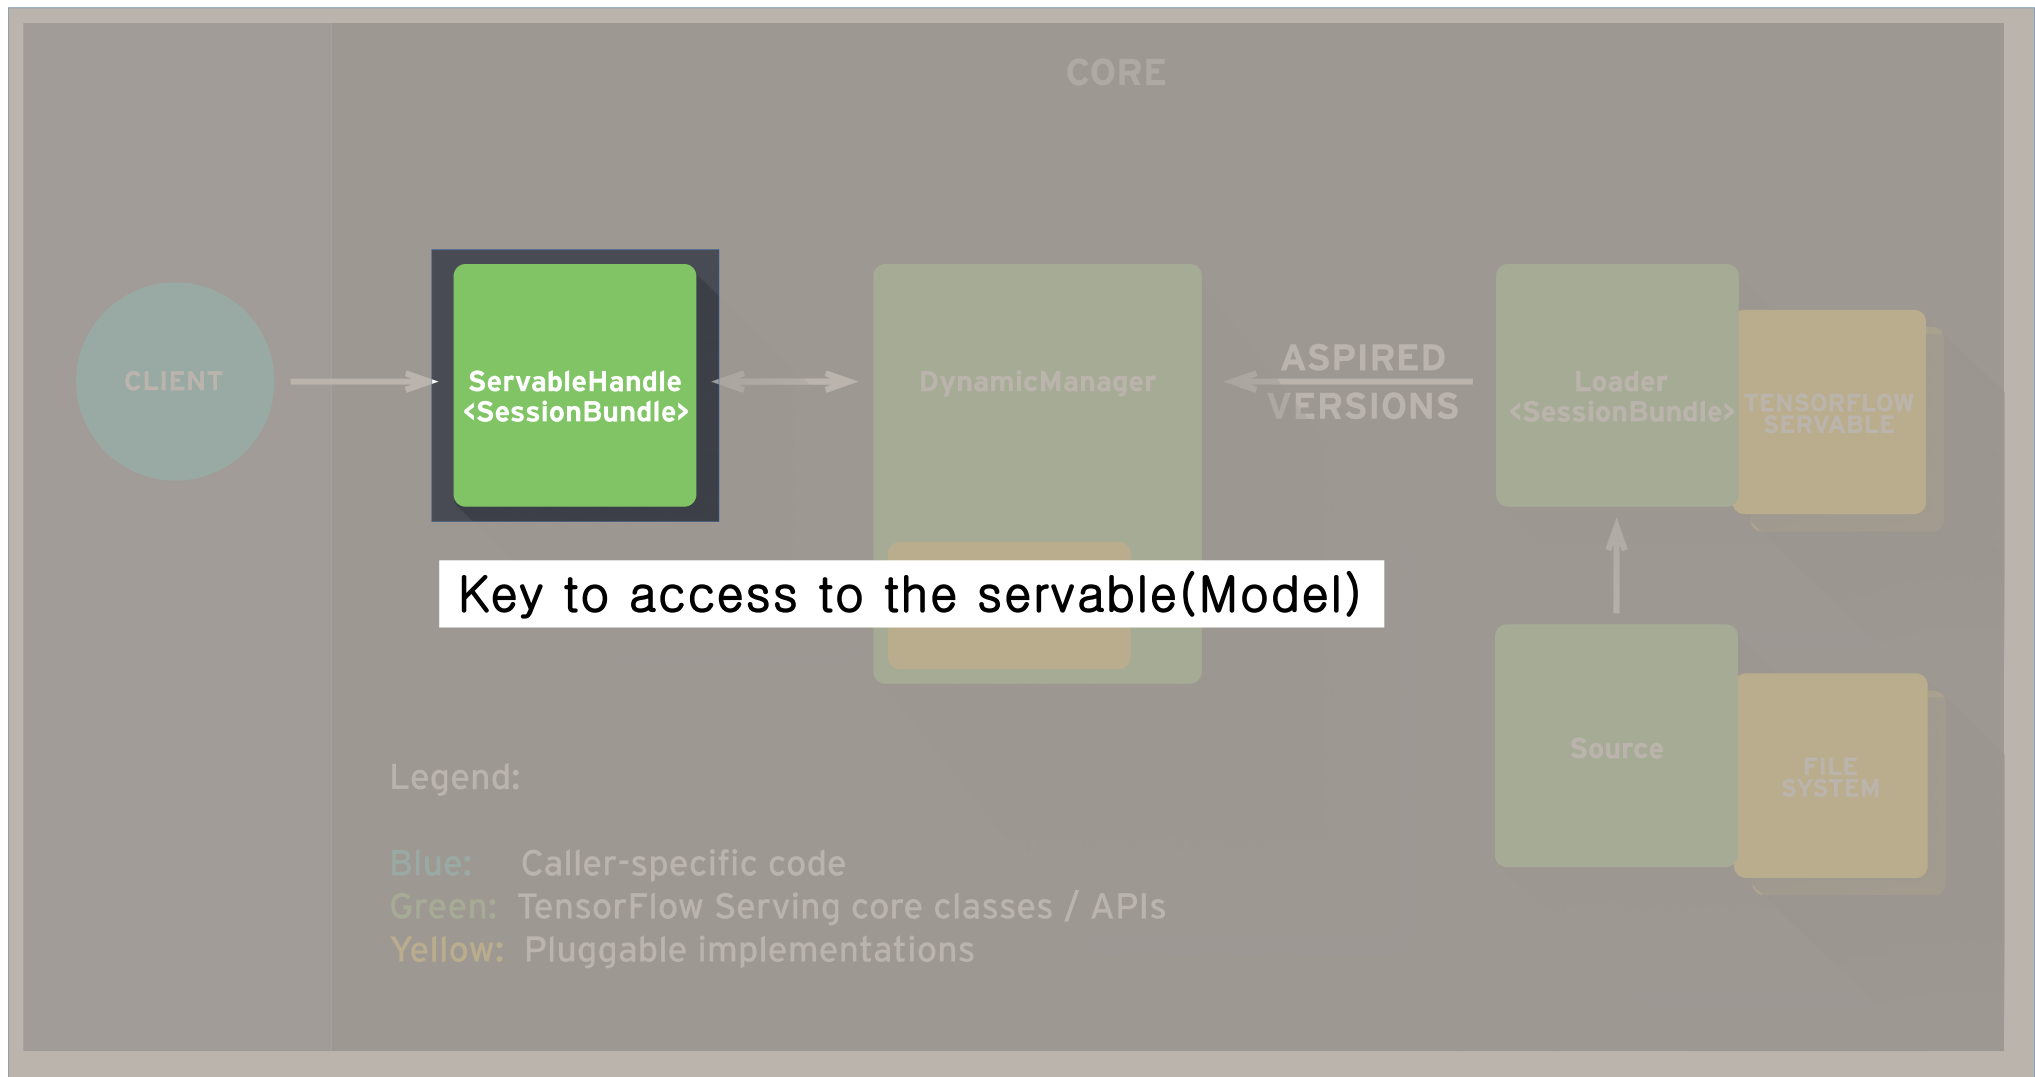 CORE
CLIENT
ServableHandle
<SessionBundle>
DynamicManager
ASPIRED
VERSIONS
Loader
<SessionBundle>
TENSORFLOW
SERVABLE
Key to access to the servable(Model)
Source
FILE
SYSTEM
Legend:
Blue: Caller-specific code
Green: TensorFlow Serving core classes / APIs
Yellow: Pluggable implementations